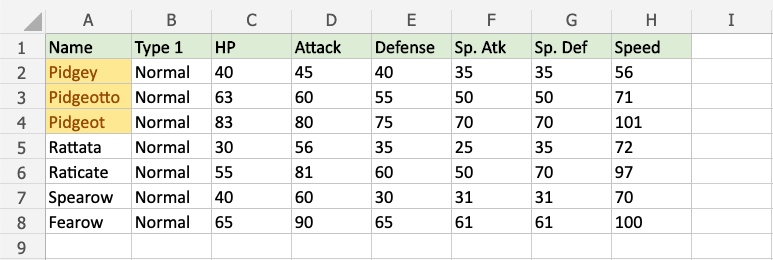 A B C D E F G H I
1 Name Type 1 HP Attack Defense Sp. Atk Sp. Def Speed
2 Pidgey Normal 40 45 40 35 35 56
3 Pidgeotto Normal 63 60 55 50 50 71
4 Pidgeot Normal 83 80 75 70 70 101
5 Rattata Normal 30 56 35 25 35 72
6 Raticate Normal 55 81 60 50 70 97
7 Spearow Normal 40 60 30 31 31 70
8 Fearow Normal 65 90 65 61 61 100
9